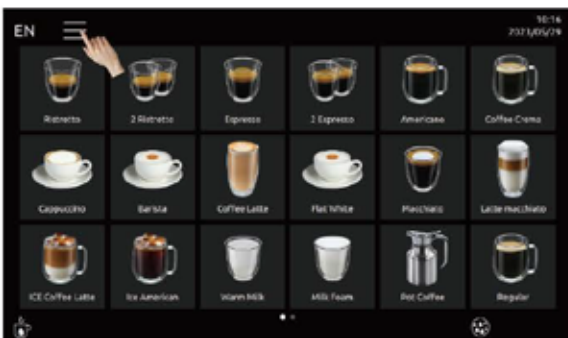 EN
10:16
2021/05/29
Ristretto
2 Ristretto
Espresso
2 Espresso
Americano
Coffee Crema
Cappuccino
Barista
Coffee Latte
Flat White
Macchiato
Latte macchiato
ICE Coffee Latte
Ice American
Warm Milk
Milk Foam
Pot Coffee
Regular